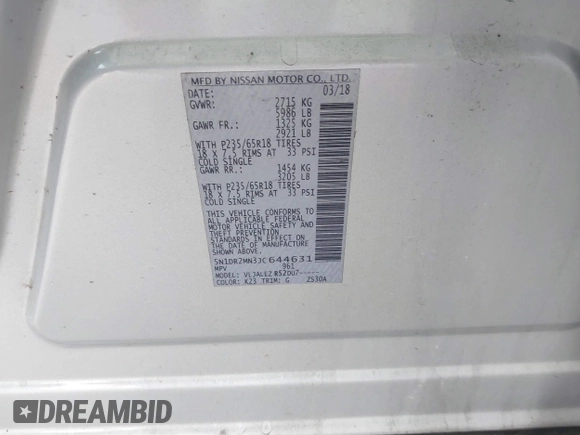 MFD BY NISSAN MOTOR CO., LTD.
DATE: 03/18
GVWR: 2715 KG
5986 LB
GAWR FR.: 1325 KG
2921 LB
WITH P235/65R18 TIRES
18 X 7.5 RIMS AT 33 PSI
COLD SINGLE
GAWR RR.: 1454 KG
3205 LB
WITH P235/65R18 TIRES
18 X 7.5 RIMS AT 33 PSI
COLD SINGLE
THIS VEHICLE CONFORMS TO
ALL APPLICABLE FEDERAL
MOTOR VEHICLE SAFETY AND
THEFT PREVENTION
STANDARDS IN EFFECT ON
THE DATE OF MANUFACTURE
SHOWN ABOVE.
5N1DR2MN3JC644631
MPV 961
MODEL: VLJALEZ R52DU7-----
COLOR: K23 TRIM: G 2530A
DREAMBID